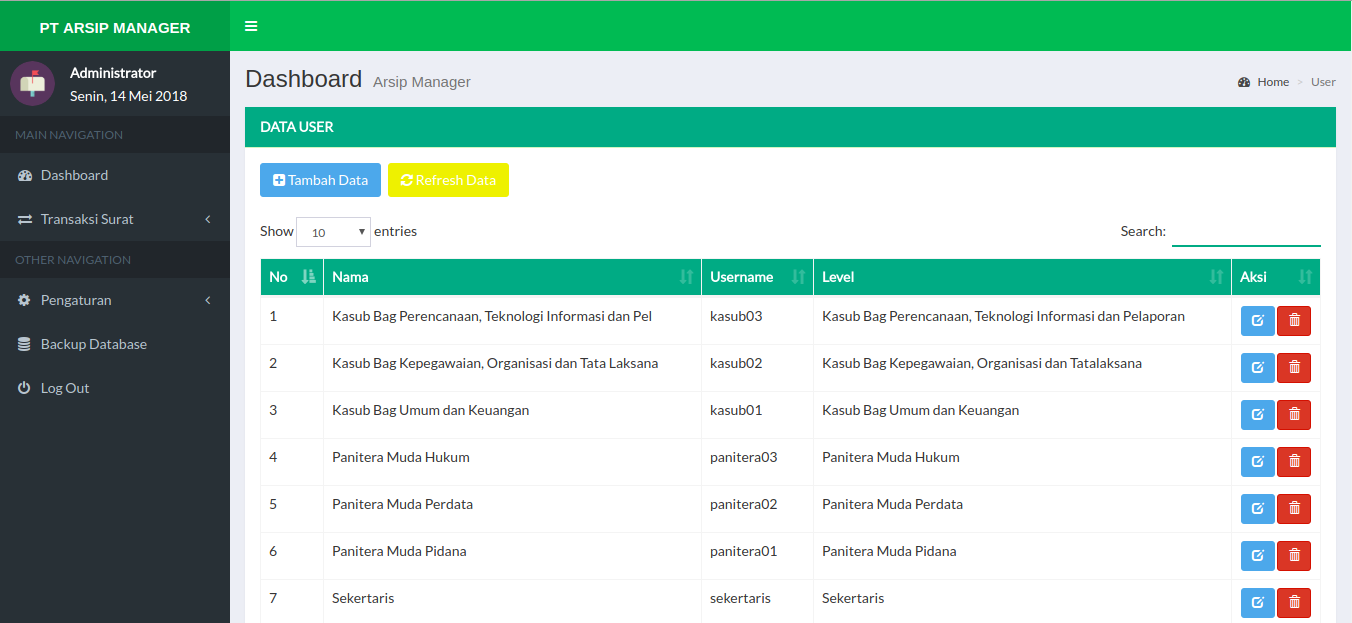 PT ARSIP MANAGER
Administrator
Senin, 14 Mei 2018
MAIN NAVIGATION
Dashboard
Transaksi Surat
OTHER NAVIGATION
Pengaturan
Backup Database
Log Out
Dashboard Arsip Manager
Home > User
DATA USER
Tambah Data Refresh Data
Show 10 entries Search:
No Nama Username Level Aksi
1 Kasub Bag Perencanaan, Teknologi Informasi dan Pel kasub03 Kasub Bag Perencanaan, Teknologi Informasi dan Pelaporan
2 Kasub Bag Kepegawaian, Organisasi dan Tata Laksana kasub02 Kasub Bag Kepegawaian, Organisasi dan Tatalaksana
3 Kasub Bag Umum dan Keuangan kasub01 Kasub Bag Umum dan Keuangan
4 Panitera Muda Hukum panitera03 Panitera Muda Hukum
5 Panitera Muda Perdata panitera02 Panitera Muda Perdata
6 Panitera Muda Pidana panitera01 Panitera Muda Pidana
7 Sekertaris sekertaris Sekertaris